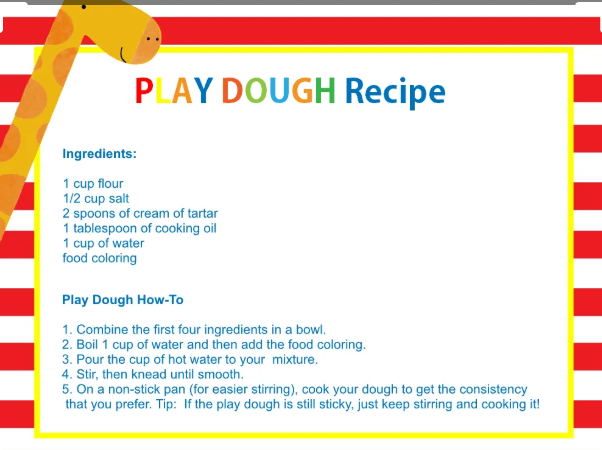 PLAY DOUGH Recipe
Ingredients:
1 cup flour
1/2 cup salt
2 spoons of cream of tartar
1 tablespoon of cooking oil
1 cup of water
food coloring
Play Dough How-To
1. Combine the first four ingredients in a bowl.
2. Boil 1 cup of water and then add the food coloring.
3. Pour the cup of hot water to your  mixture.
4. Stir, then knead until smooth.
5. On a non-stick pan (for easier stirring), cook your dough to get the consistency
that you prefer. Tip:  If the play dough is still sticky, just keep stirring and cooking it!